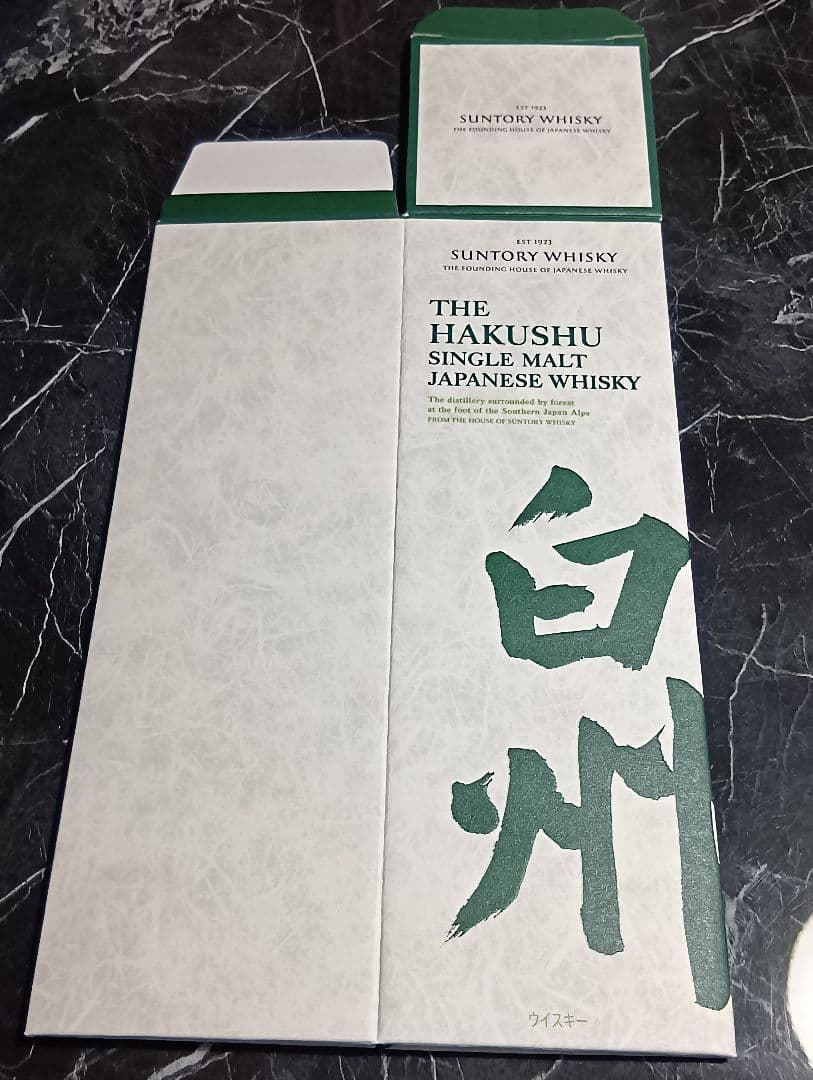 EST 1923
SUNTORY WHISKY
THE FOUNDING HOUSE OF JAPANESE WHISKY
EST 1923
SUNTORY WHISKY
THE FOUNDING HOUSE OF JAPANESE WHISKY
THE
HAKUSHU
SINGLE MALT
JAPANESE WHISKY
The distillery surrounded by forest
at the foot of the Southern Japan Alps
FROM THE HOUSE OF SUNTORY WHISKY
白
州
ウイスキー